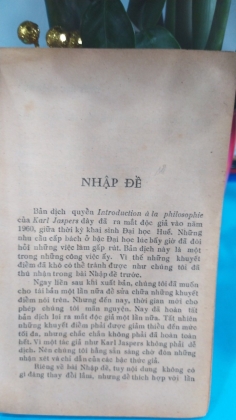 NHẬP ĐỀ
Bản dịch quyển Introduction à la philosophie
của Karl Jaspers đây đã ra mắt độc giả vào năm
1960, giữa thời kỳ khai sinh Đại học Huế. Những
nhu cầu cấp bách ở bậc Đại học lúc bấy giờ đã đòi
hỏi những việc làm gấp rút. Bản dịch này là một
trong những công việc ấy. Vì thế những khuyết
điểm đã khó có thể tránh được như chúng tôi đã
thú nhận trong bài Nhập đề trước.
Ngay liền sau khi xuất bản, chúng tôi đã muốn
cho tái bản một lần nữa để sửa chữa những khuyết
điểm nói trên. Nhưng đến nay, thời gian mới cho
phép chúng tôi mãn nguyện. Nay đã hoàn tất
bản dịch lại ra mắt độc giả một lần nữa. Tất nhiên
những khuyết điểm phải được giảm thiểu đến mức
tối đa, nhưng chắc chắn không phải đã hoàn toàn
hết. Vì một tác giả như Karl Jaspers không phải dễ
dịch. Nên chúng tôi hằng sẵn sàng chờ đón những
nhận xét và chỉ dẫn của các bậc thức giả.
Riêng về bài Nhập đề, tuy nội dung không có
gì đáng thay đổi lắm, nhưng để thích hợp với lần